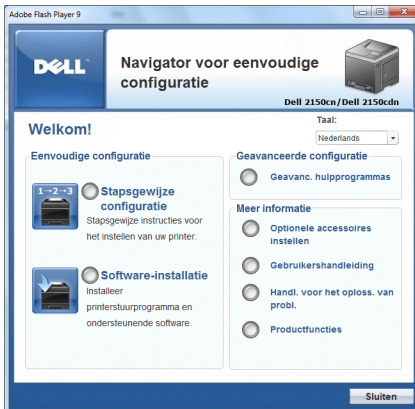 Adobe Flash Player 9
DELL
Navigator voor eenvoudige
configuratie
Dell 2150cn/Dell 2150cdn
Welkom!
Taal:
Nederlands
Eenvoudige configuratie
1→2→3
Stapsgewijze
configuratie
Stapsgewijze instructies voor
het instellen van uw printer.
Software-installatie
Installeer
printerstuurprogramma en
ondersteunende software.
Geavanceerde configuratie
Geavanc. hulpprogrammas
Meer informatie
Optionele accessoires
instellen
Gebruikershandleiding
Handl. voor het oploss. van
probl.
Productfuncties
Sluiten